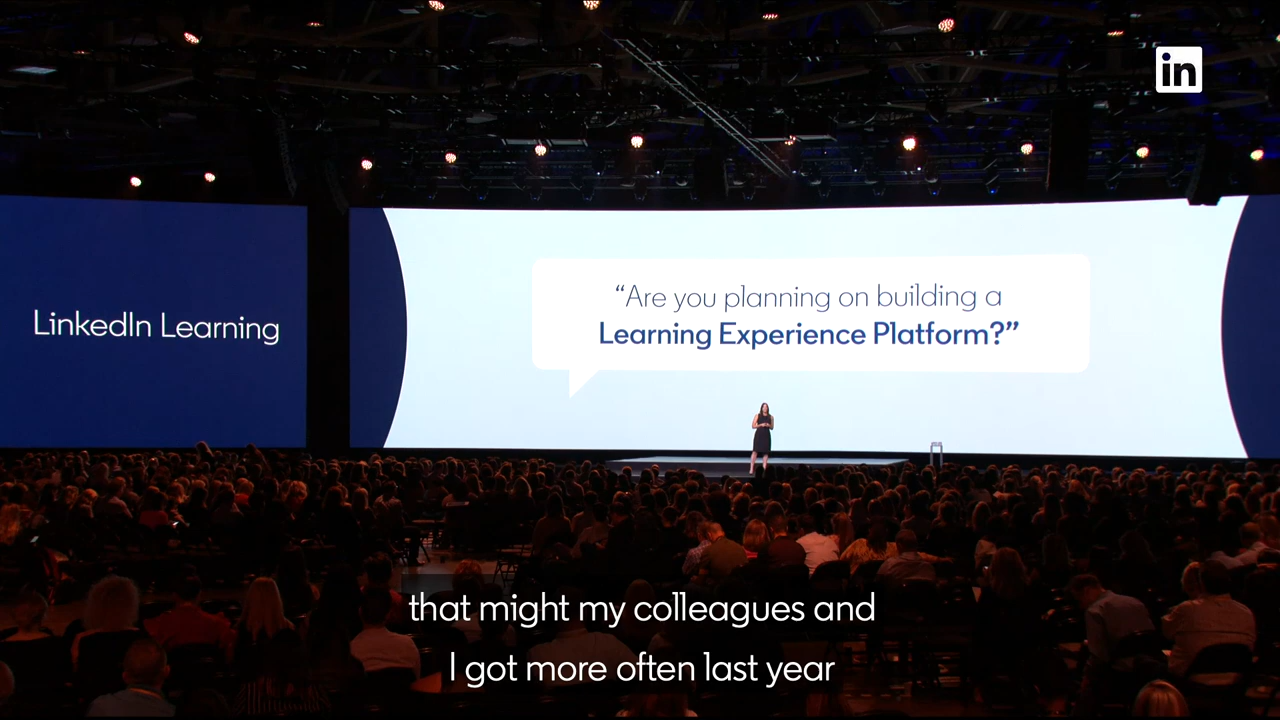 in
LinkedIn Learning
“Are you planning on building a
Learning Experience Platform?”
that might my colleagues and
I got more often last year